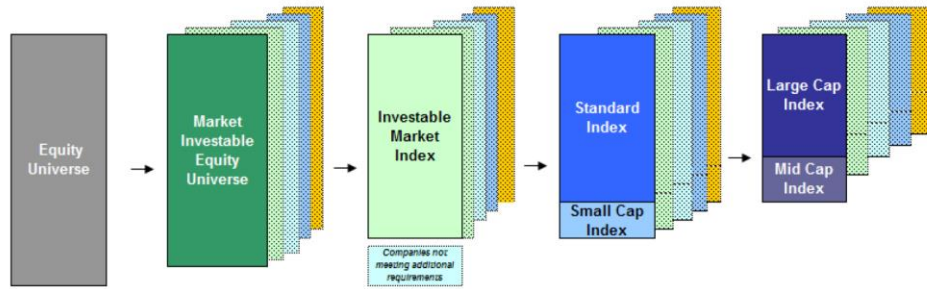 Equity
Universe
Market
Investable
Equity
Universe
Investable
Market
Index
Companies not
meeting additional
requirements
Standard
Index
Small Cap
Index
Large Cap
Index
Mid Cap
Index